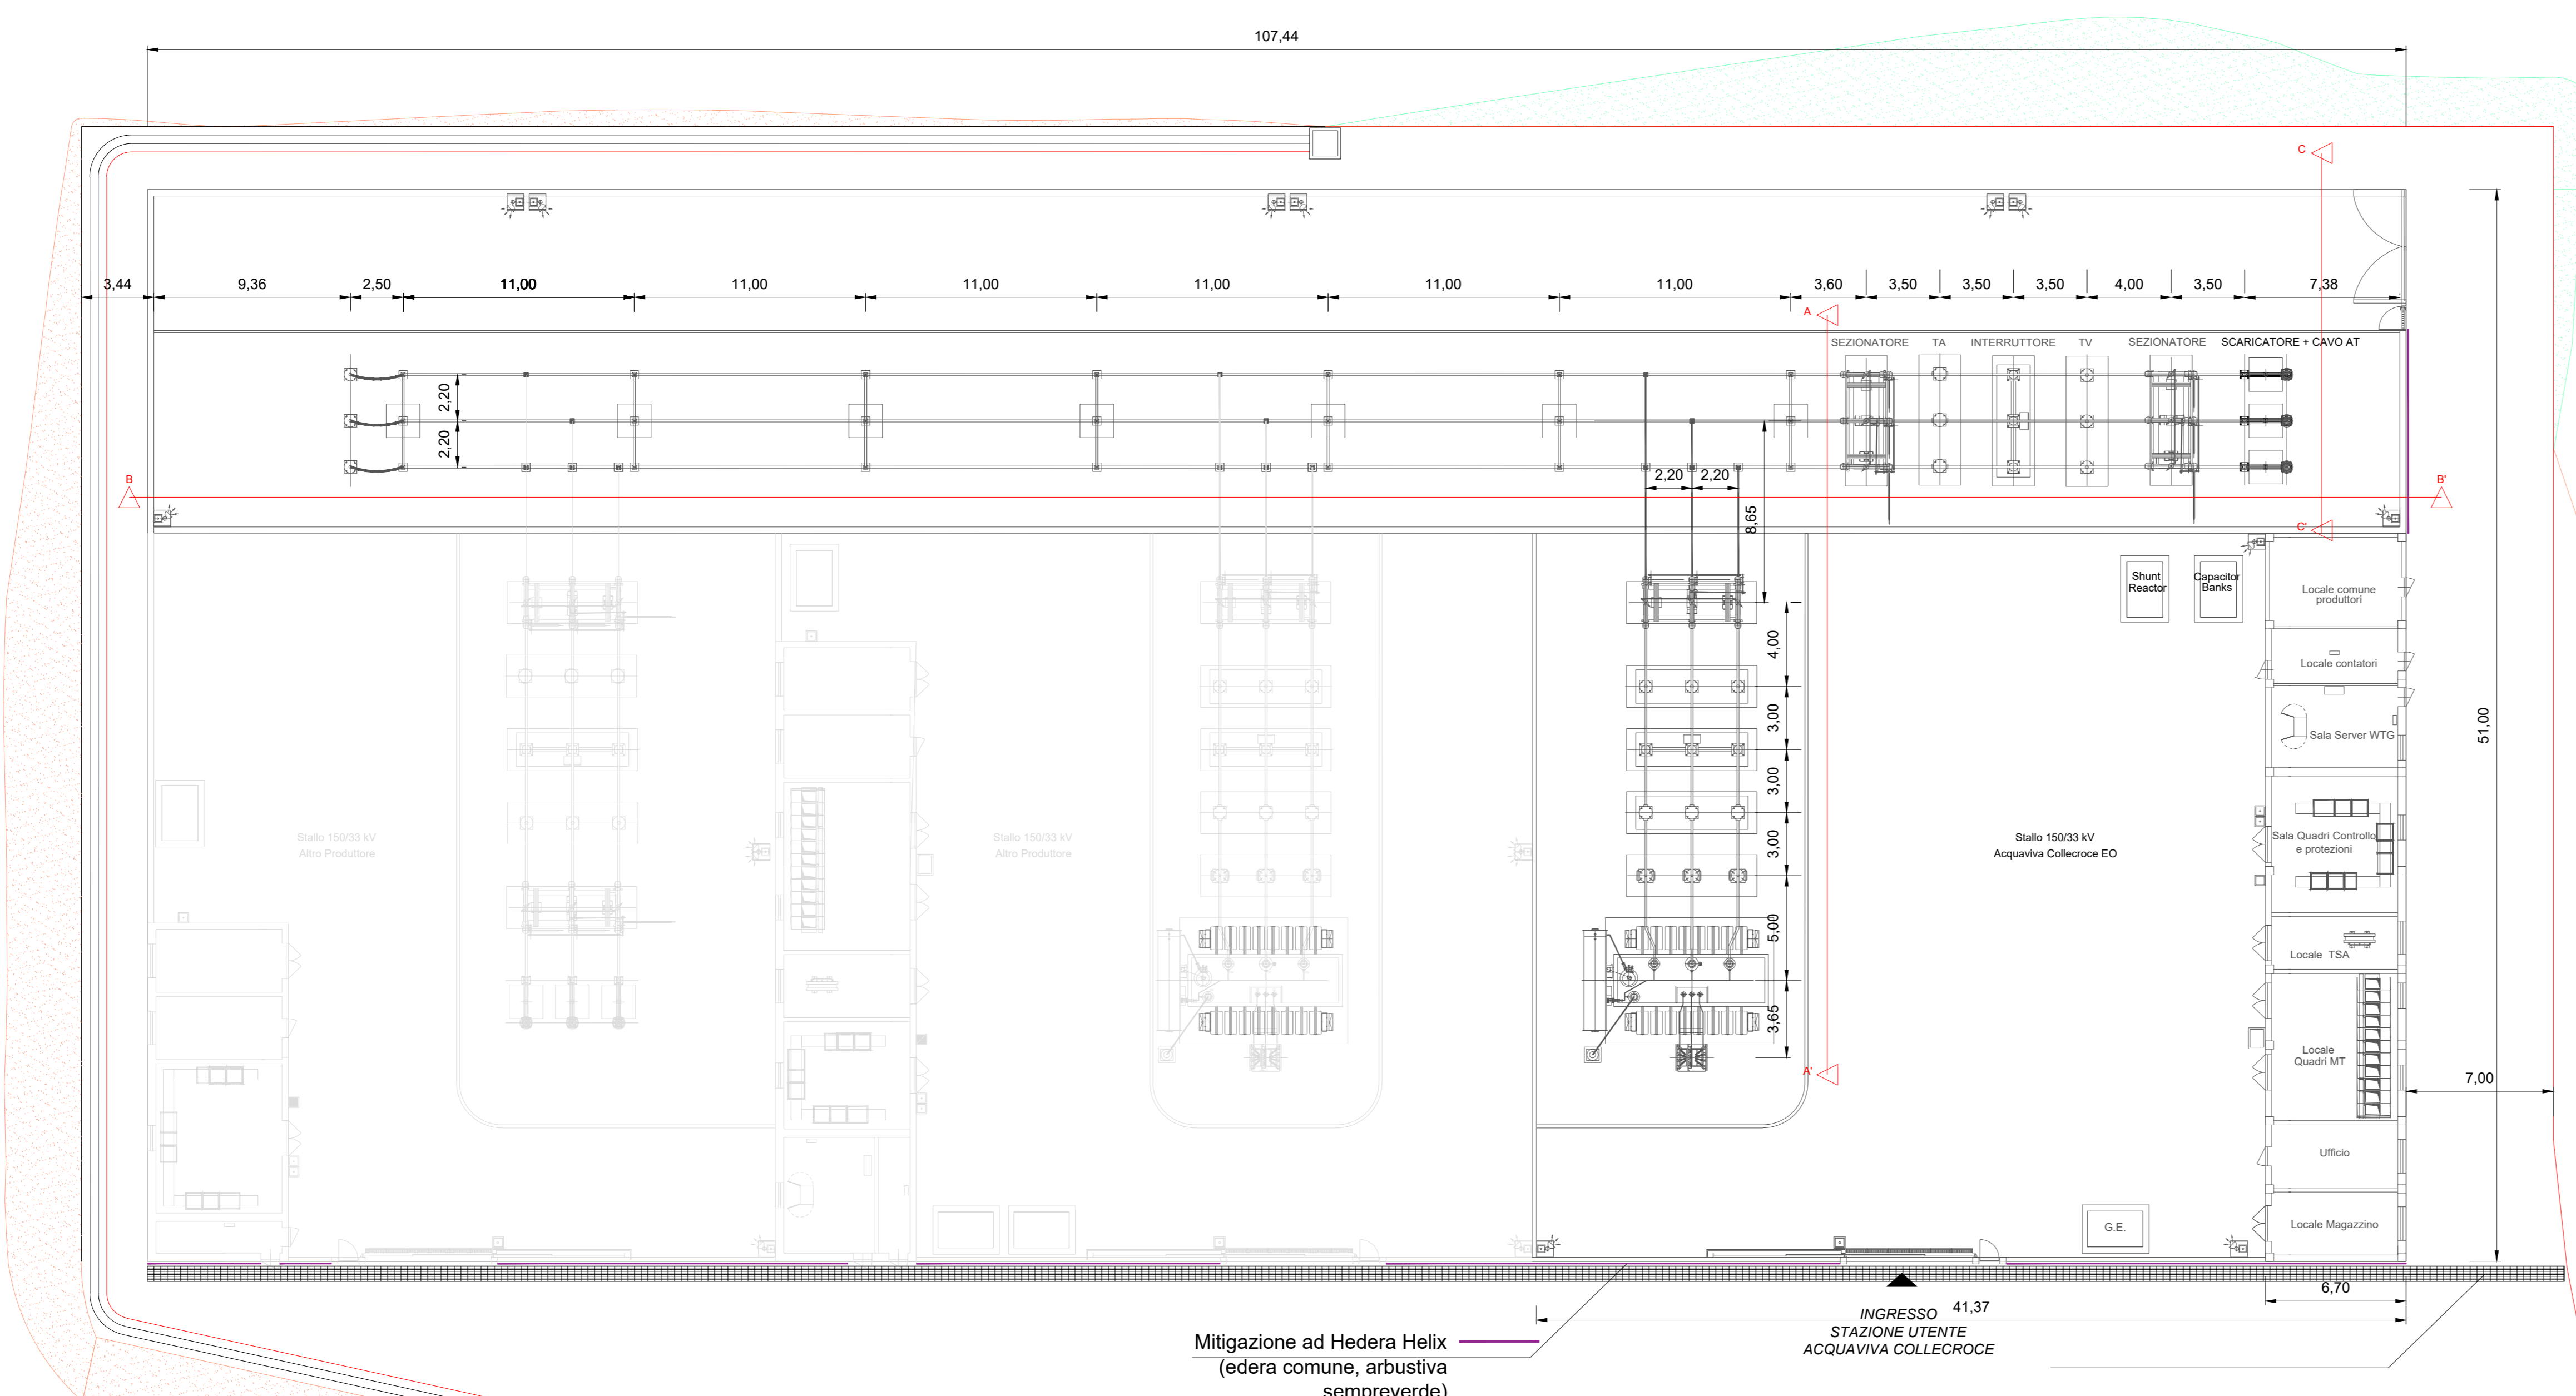 107,44
C
3,44
9,36
2,50
11,00
11,00
11,00
11,00
11,00
11,00
3,60
3,50
3,50
3,50
4,00
3,50
7,38
A
SEZIONATORE
TA
INTERRUTTORE
TV
SEZIONATORE
SCARICATORE + CAVO AT
2,20
2,20
B
2,20
2,20
B'
8,65
C'
Shunt
Reactor
Capacitor
Banks
Locale comune
produttori
4,00
Locale contatori
3,00
Sala Server WTG
51,00
3,00
Stallo 150/33 kV
Altro Produttore
Stallo 150/33 kV
Altro Produttore
3,00
Stallo 150/33 kV
Acquaviva Collecroce EO
Sala Quadri Controllo
e protezioni
5,00
Locale TSA
3,65
Locale
Quadri MT
A'
7,00
Ufficio
G.E.
Locale Magazzino
6,70
41,37
INGRESSO
STAZIONE UTENTE
ACQUAVIVA COLLECROCE
Mitigazione ad Hedera Helix
(edera comune, arbustiva
sempreverde)